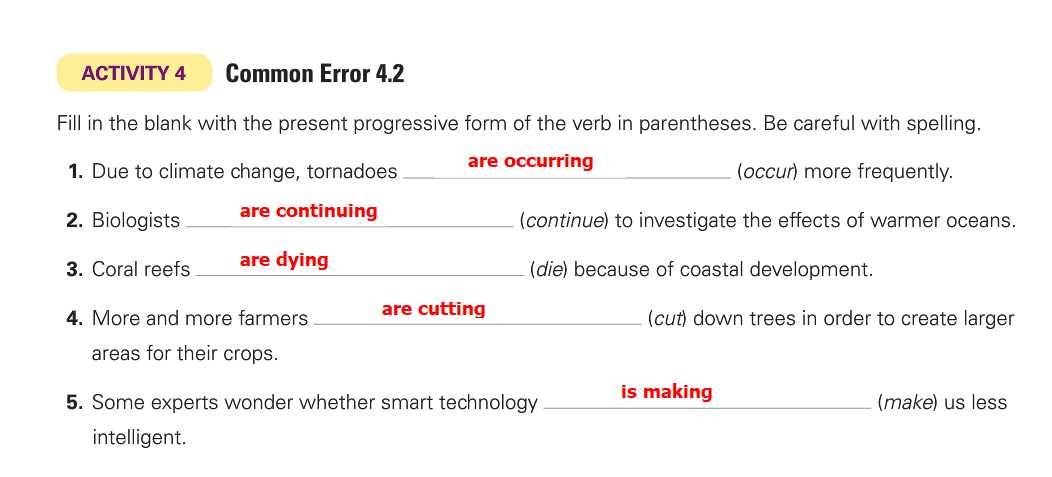 ACTIVITY 4 Common Error 4.2
Fill in the blank with the present progressive form of the verb in parentheses. Be careful with spelling.
1. Due to climate change, tornadoes are occurring (occur) more frequently.
2. Biologists are continuing (continue) to investigate the effects of warmer oceans.
3. Coral reefs are dying (die) because of coastal development.
4. More and more farmers are cutting (cut) down trees in order to create larger
areas for their crops.
5. Some experts wonder whether smart technology is making (make) us less
intelligent.